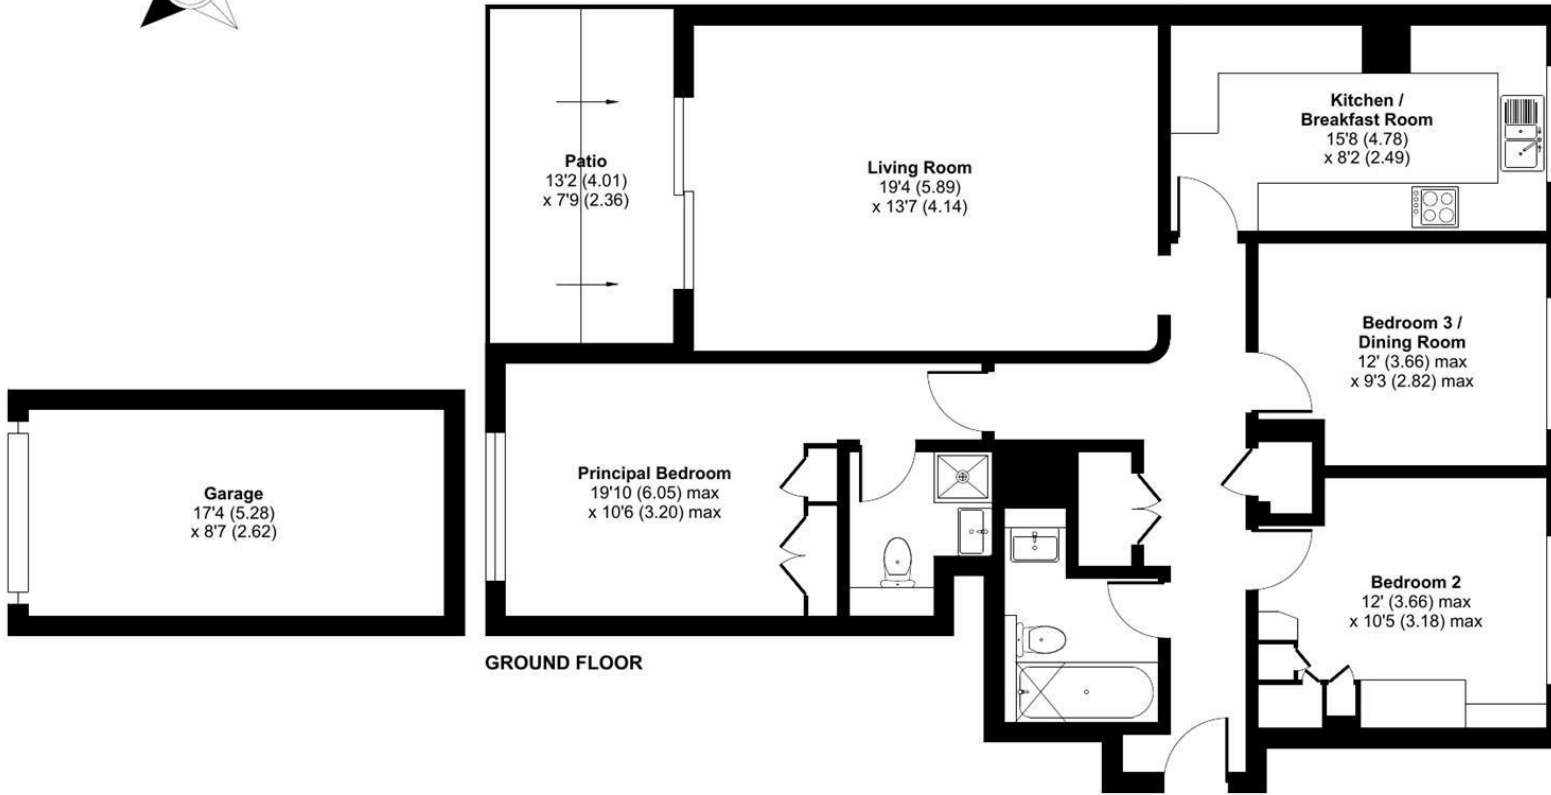 Patio
13'2 (4.01)
x 7'9 (2.36)
Living Room
19'4 (5.89)
x 13'7 (4.14)
Kitchen /
Breakfast Room
15'8 (4.78)
x 8'2 (2.49)
Bedroom 3 /
Dining Room
12' (3.66) max
x 9'3 (2.82) max
Garage
17'4 (5.28)
x 8'7 (2.62)
Principal Bedroom
19'10 (6.05) max
x 10'6 (3.20) max
Bedroom 2
12' (3.66) max
x 10'5 (3.18) max
GROUND FLOOR